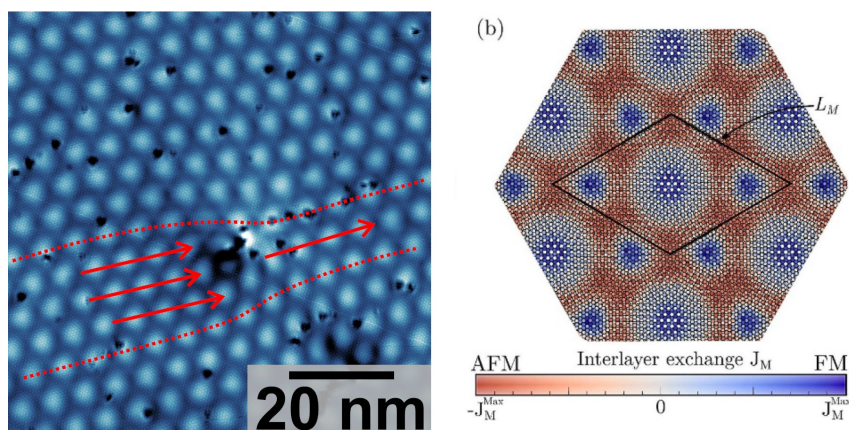 20 nm
(b)
L_M
AFM
Interlayer exchange J_M
FM
-J_M^Max
0
J_M^Max